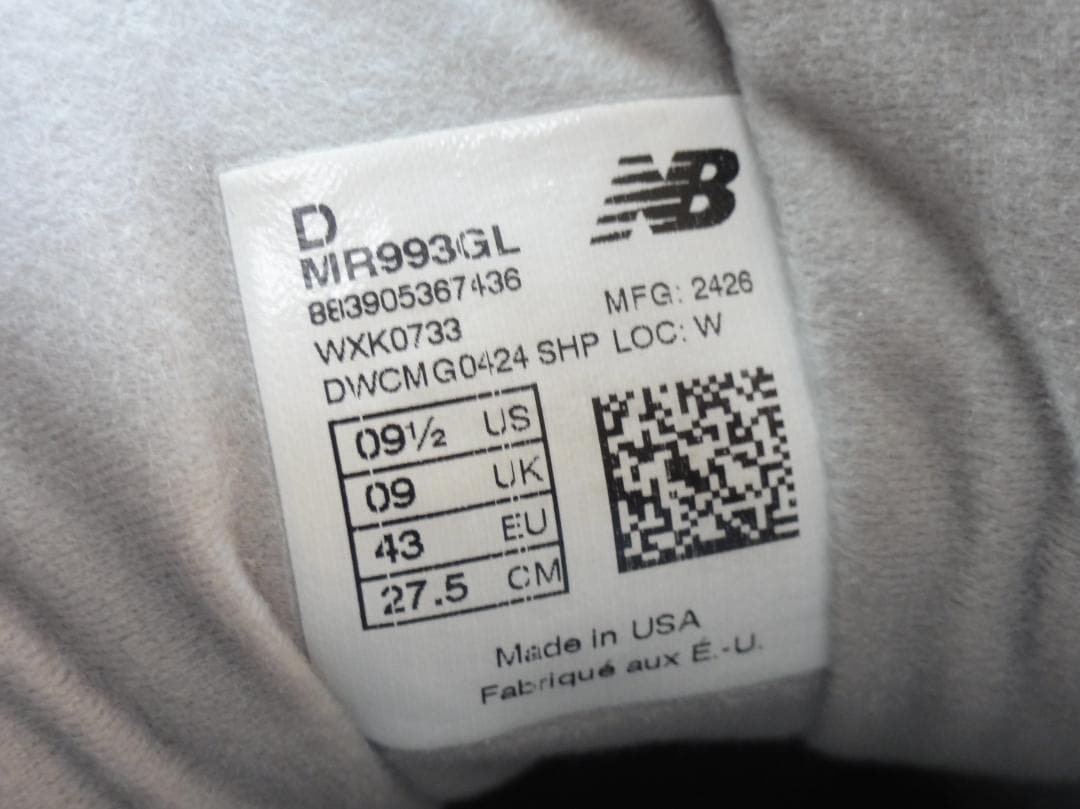 NB
D
MR993GL
883905367436
WXK0733 MFG: 2426
DWCMG0424 SHP LOC: W
09½ US
09 UK
43 EU
27.5 CM
Made in USA
Fabriqué aux É.-U.